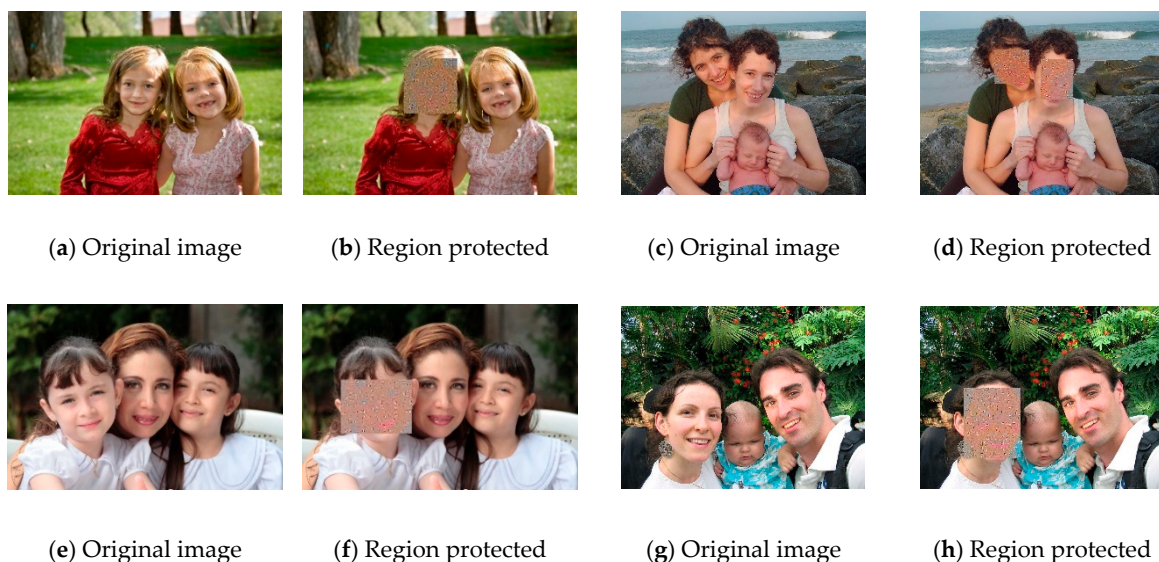 (a) Original image
(b) Region protected
(c) Original image
(d) Region protected
(e) Original image
(f) Region protected
(g) Original image
(h) Region protected